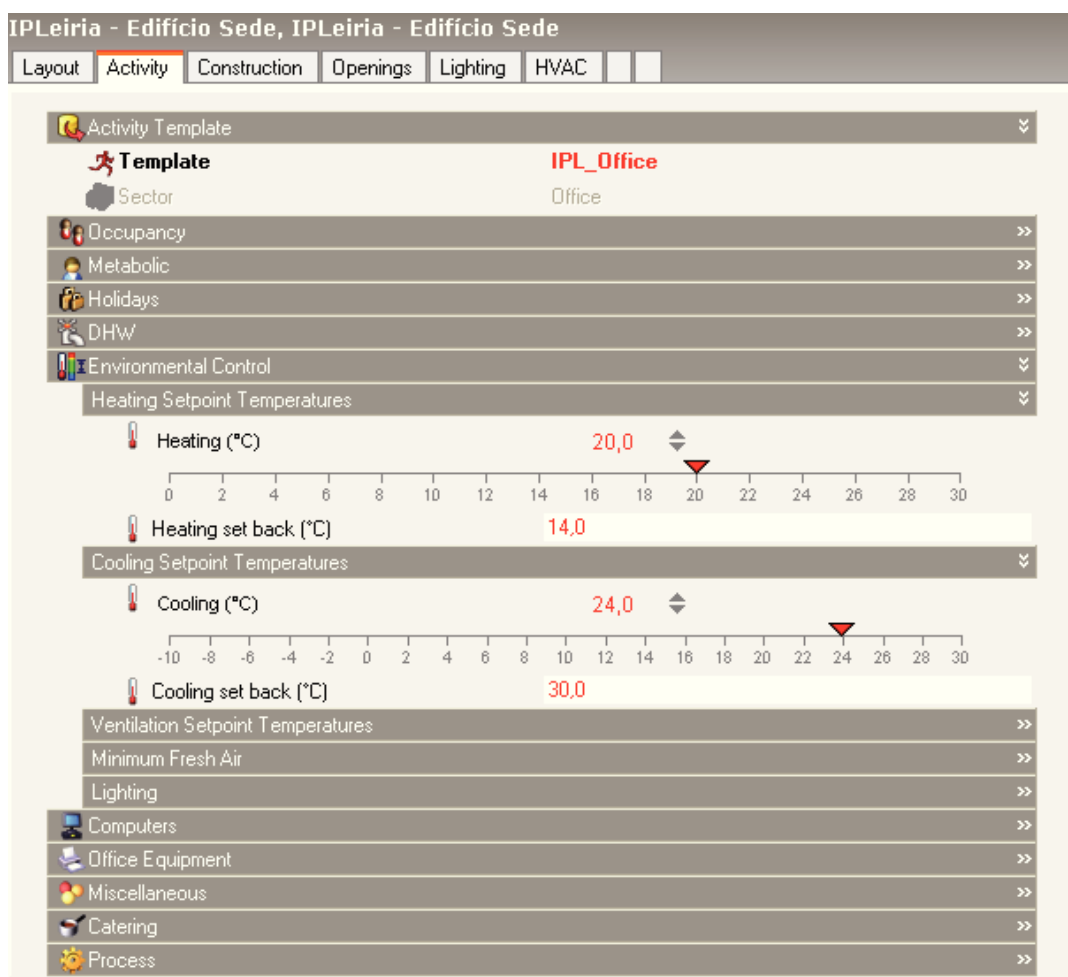 IPLeiria - Edifício Sede, IPLeiria - Edifício Sede
Layout Activity Construction Openings Lighting HVAC
Activity Template
Template IPL_Office
Sector Office
Occupancy
Metabolic
Holidays
DHW
Environmental Control
Heating Setpoint Temperatures
Heating (°C) 20,0
0 2 4 6 8 10 12 14 16 18 20 22 24 26 28 30
Heating set back (°C) 14,0
Cooling Setpoint Temperatures
Cooling (°C) 24,0
-10 -8 -6 -4 -2 0 2 4 6 8 10 12 14 16 18 20 22 24 26 28 30
Cooling set back (°C) 30,0
Ventilation Setpoint Temperatures
Minimum Fresh Air
Lighting
Computers
Office Equipment
Miscellaneous
Catering
Process